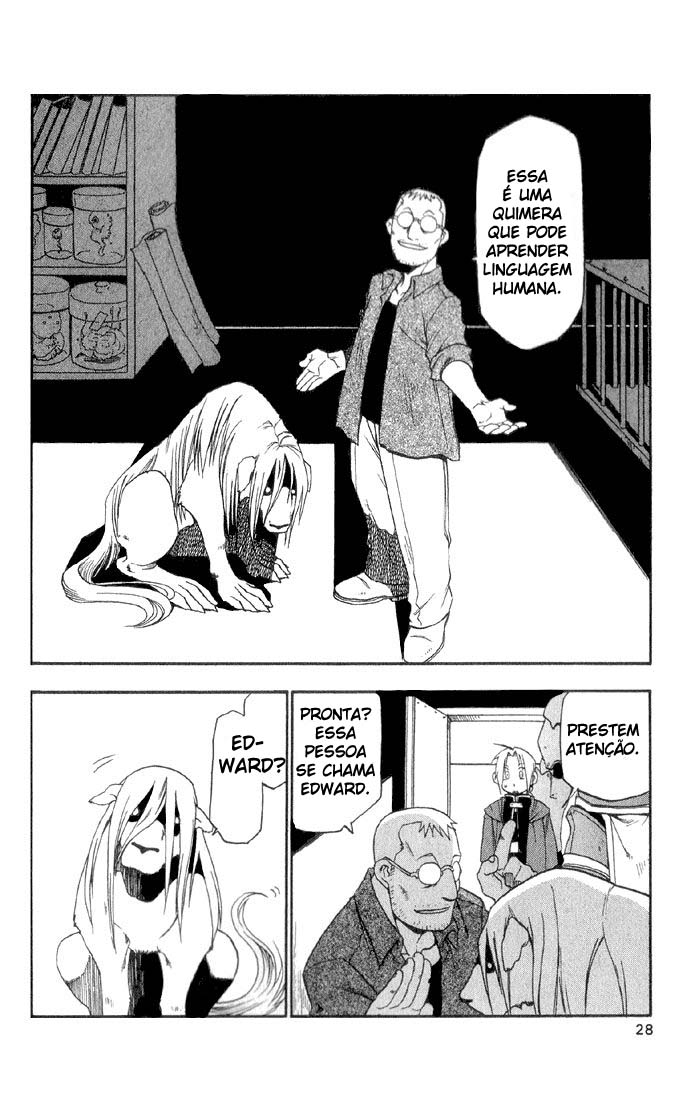 ESSA
É UMA
QUIMERA
QUE PODE
APRENDER
LINGUAGEM
HUMANA.
PRESTEM
ATENÇÃO.
PRONTA?
ESSA
PESSOA
SE CHAMA
EDWARD.
ED-
WARD?
28